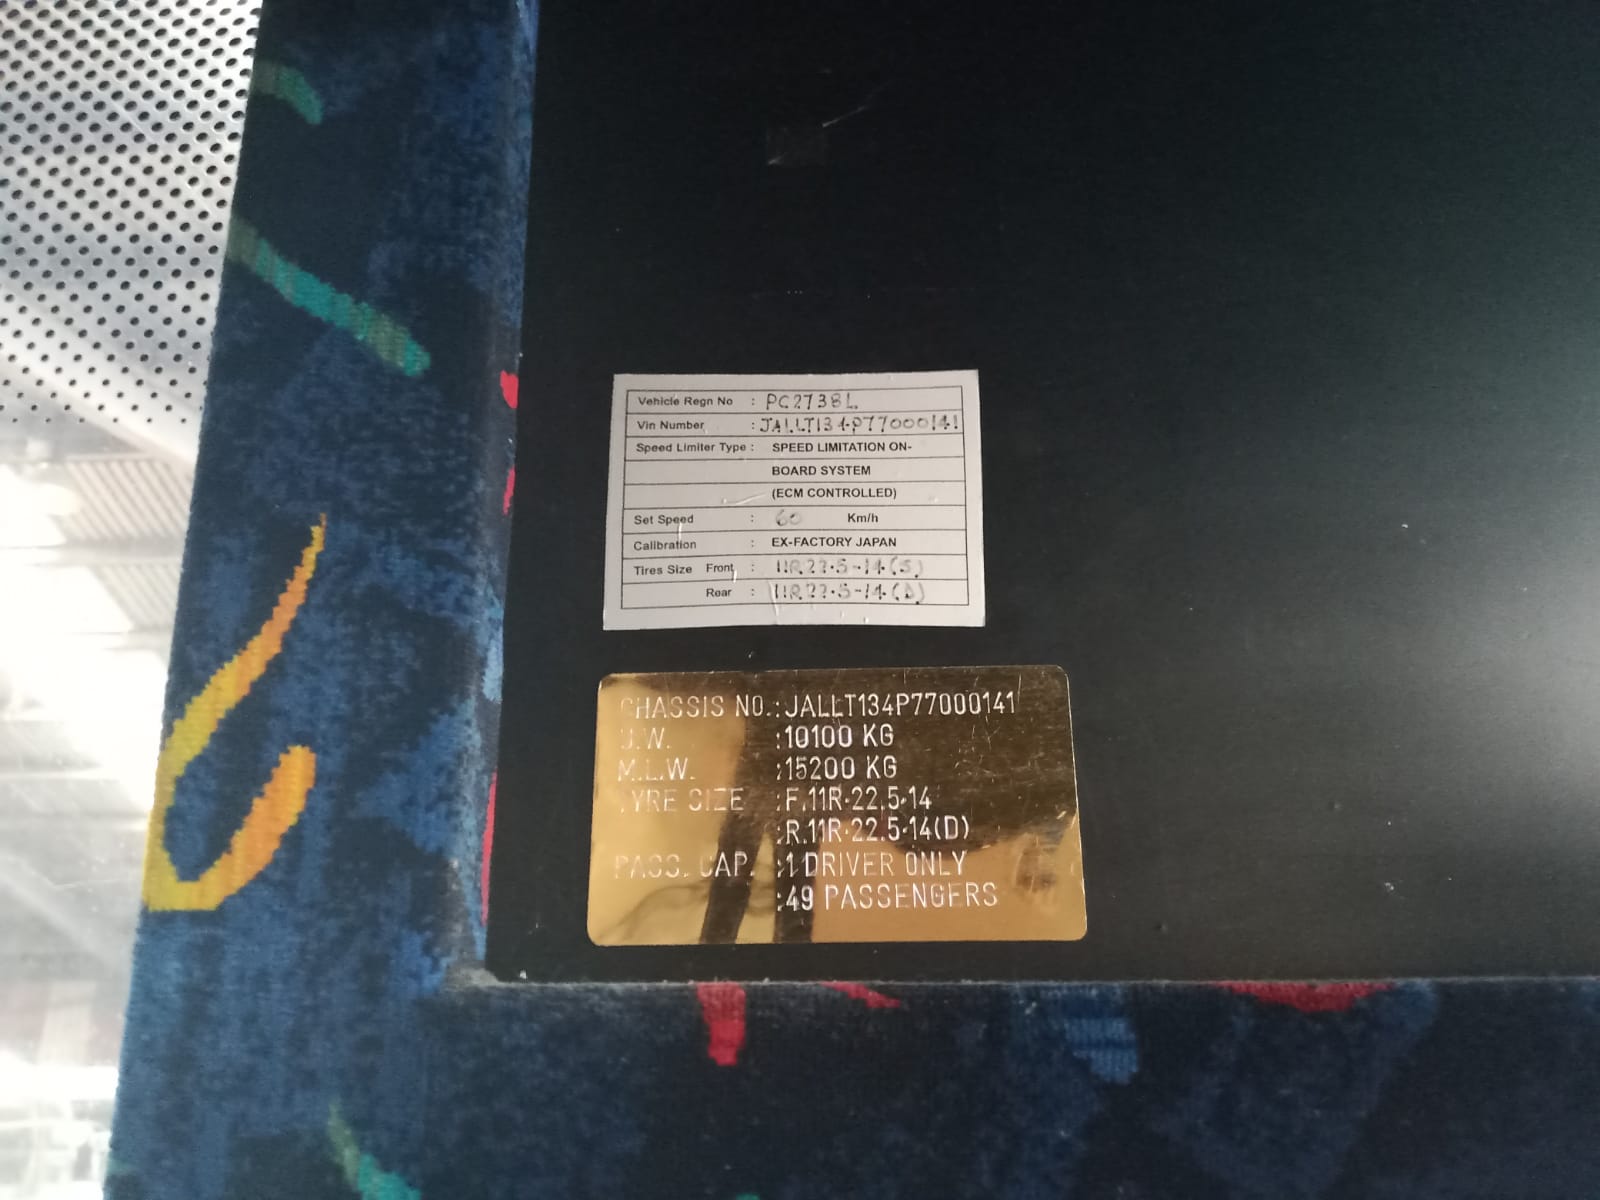 Vehicle Regn No : PC2738L
Vin Number : JALLT134P77000141
Speed Limiter Type : SPEED LIMITATION ON-
BOARD SYSTEM
(ECM CONTROLLED)
Set Speed : 60 Km/h
Calibration : EX-FACTORY JAPAN
Tires Size Front : 11R22.5-14(S)
Rear : 11R22.5-14(D)
CHASSIS NO.:JALLT134P77000141
U.W. :10100 KG
M.L.W. :15200 KG
TYRE SIZE :F.11R.22.5.14
:R.11R.22.5.14(D)
PASS. CAP. :1 DRIVER ONLY
:49 PASSENGERS